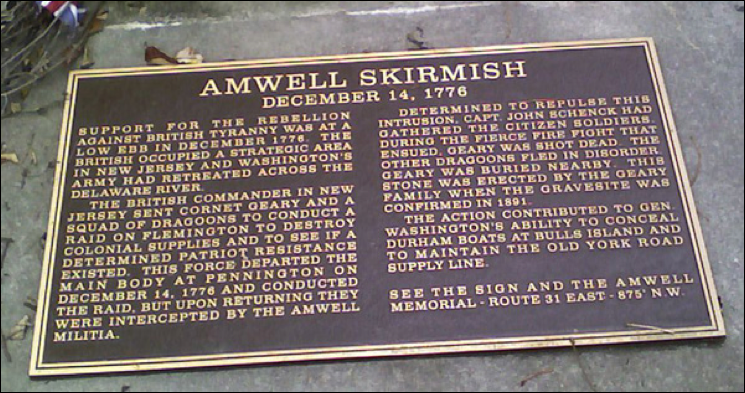 AMWELL SKIRMISH
DECEMBER 14, 1776
SUPPORT FOR THE REBELLION
AGAINST BRITISH TYRANNY WAS AT A
LOW EBB IN DECEMBER 1776. THE
BRITISH OCCUPIED A STRATEGIC AREA
IN NEW JERSEY AND WASHINGTON'S
ARMY HAD RETREATED ACROSS THE
DELAWARE RIVER.
THE BRITISH COMMANDER IN NEW
JERSEY SENT CORNET GEARY AND A
SQUAD OF DRAGOONS TO CONDUCT A
RAID ON FLEMINGTON TO DESTROY
COLONIAL SUPPLIES AND TO SEE IF A
DETERMINED PATRIOT RESISTANCE
EXISTED. THIS FORCE DEPARTED THE
MAIN BODY AT PENNINGTON ON
DECEMBER 14, 1776 AND CONDUCTED
THE RAID, BUT UPON RETURNING THEY
WERE INTERCEPTED BY THE AMWELL
MILITIA.
DETERMINED TO REPULSE THIS
INTRUSION, CAPT. JOHN SCHENCK HAD
GATHERED THE CITIZEN SOLDIERS.
DURING THE FIERCE FIRE FIGHT THAT
ENSUED, GEARY WAS SHOT DEAD. THE
OTHER DRAGOONS FLED IN DISORDER
GEARY WAS BURIED NEARBY. THIS
STONE WAS ERECTED BY THE GEARY
FAMILY WHEN THE GRAVESITE WAS
CONFIRMED IN 1891.
THE ACTION CONTRIBUTED TO GEN.
WASHINGTON'S ABILITY TO CONCEAL
DURHAM BOATS AT BULLS ISLAND AND
TO MAINTAIN THE OLD YORK ROAD
SUPPLY LINE.
SEE THE SIGN AND THE AMWELL
MEMORIAL - ROUTE 31 EAST - 875' N.W.